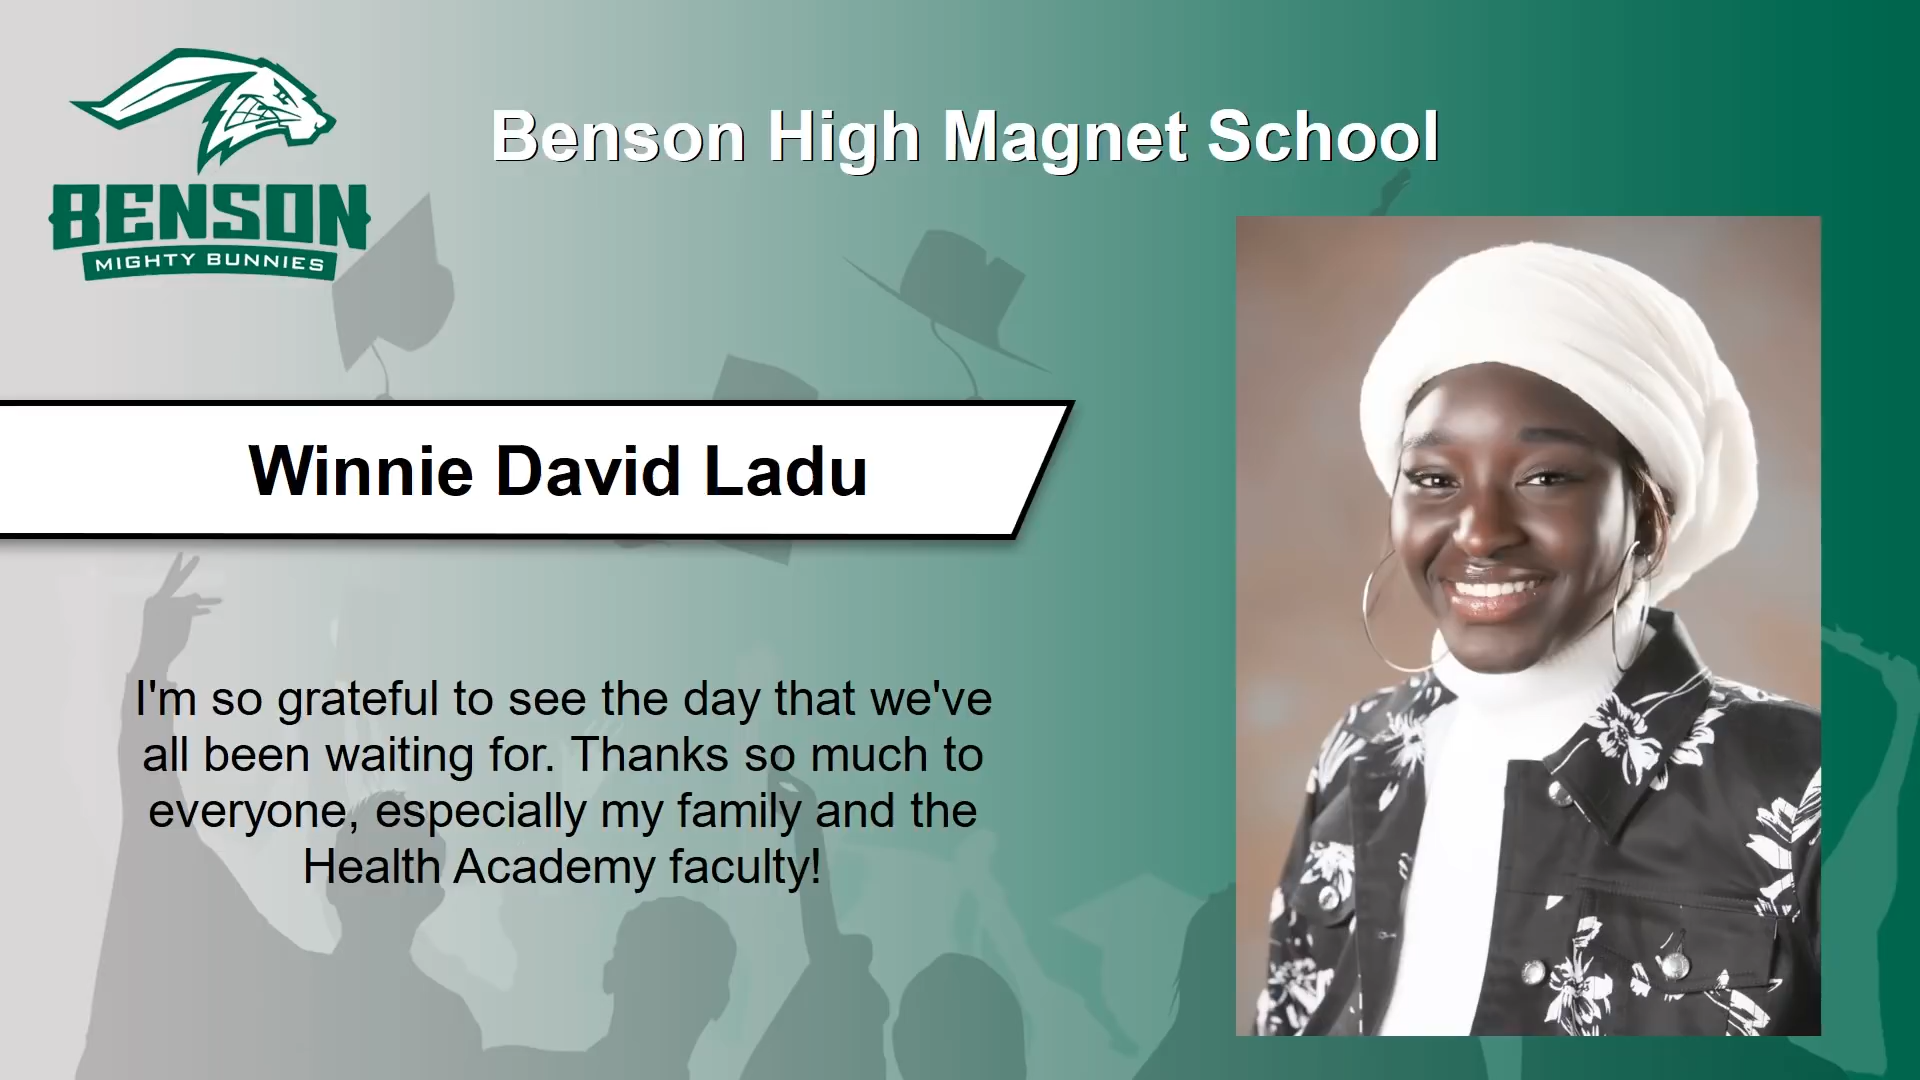 BENSON
MIGHTY BUNNIES
Benson High Magnet School
Winnie David Ladu
I'm so grateful to see the day that we've
all been waiting for. Thanks so much to
everyone, especially my family and the
Health Academy faculty!